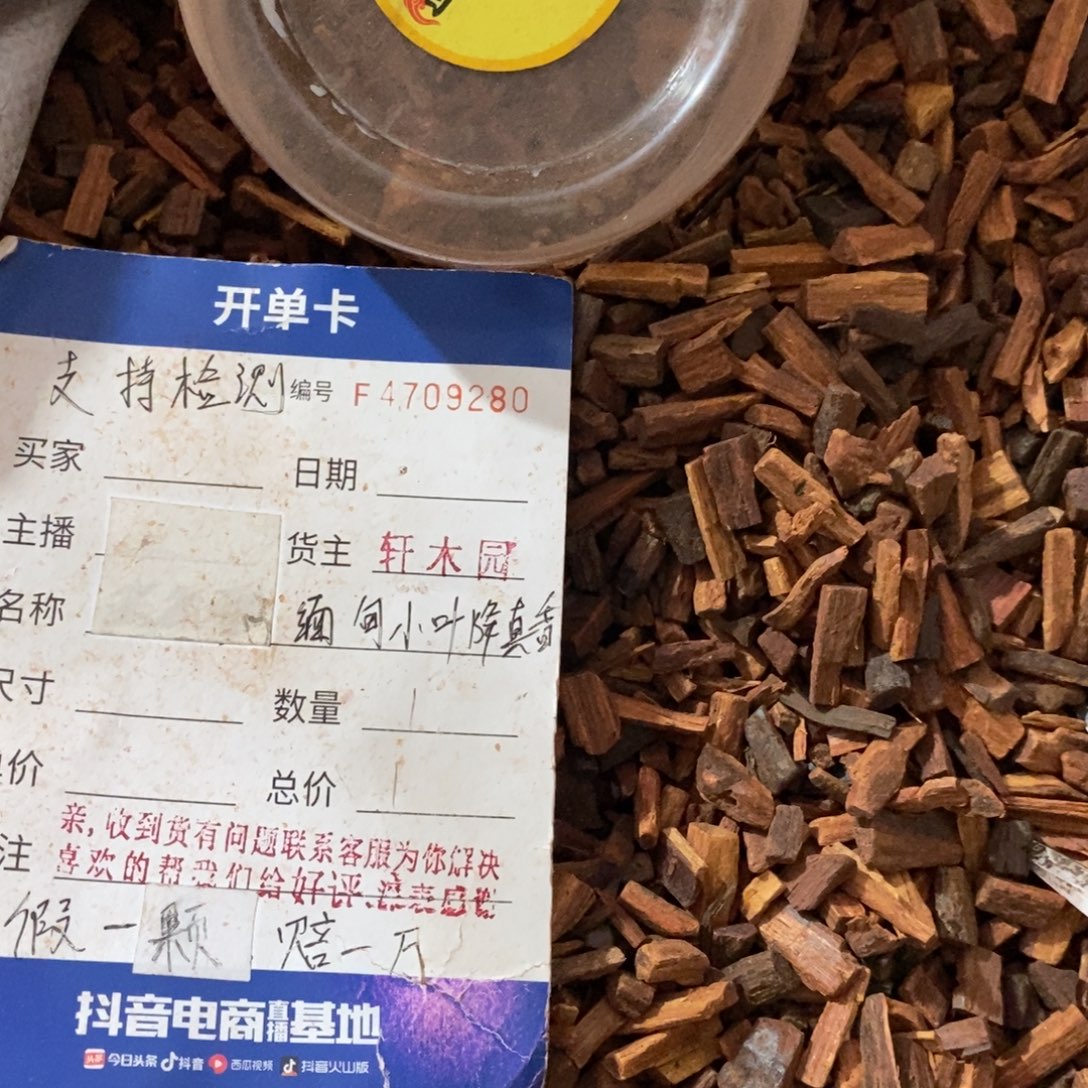 开单卡
支持检测 编号 F4709280
买家 日期
主播 货主 轩木园
名称 缅甸小叶降真香
尺寸 数量 1
价 总价 1
注 亲,收到货有问题联系客服为你解决
喜欢的帮我们给好评,
假一颗赔一万
抖音电商直播基地
头条 今日头条 抖音 西瓜视频 抖音火山版